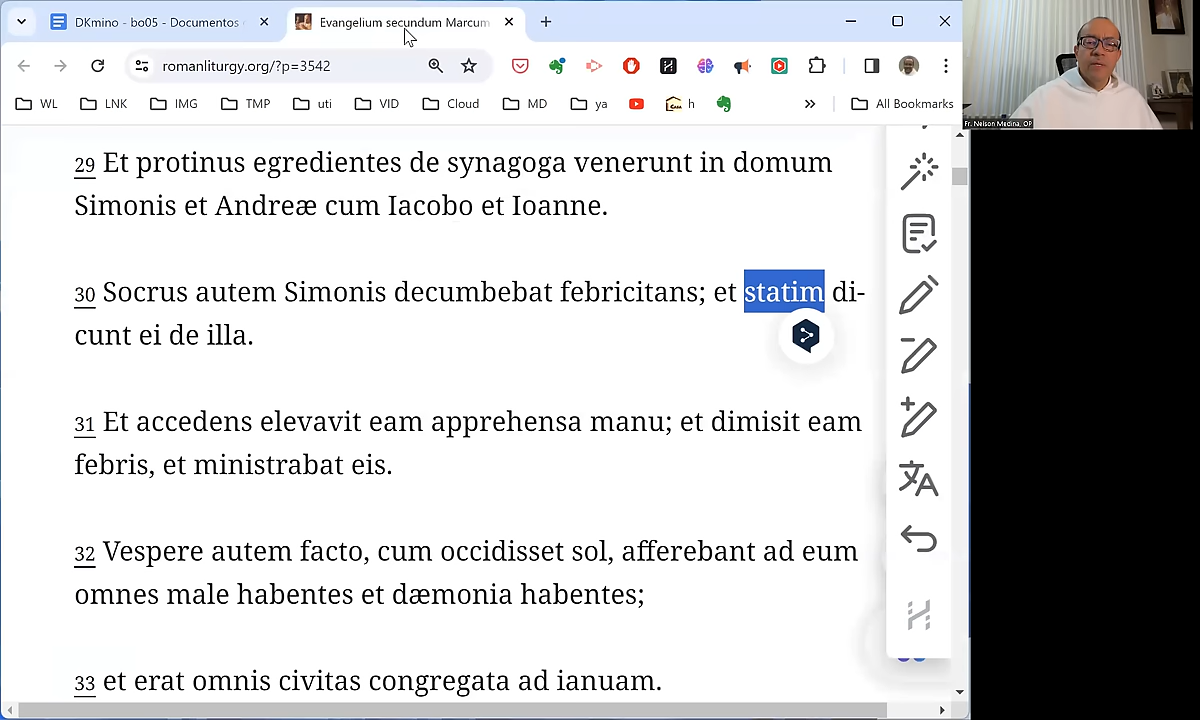 DKmino - bo05 - Documentos
Evangelium secundum Marcum
romanliturgy.org/?p=3542
WL LNK IMG TMP uti VID Cloud MD ya h » All Bookmarks
Fr. Nelson Medina, OP
29 Et protinus egredientes de synagoga venerunt in domum
Simonis et Andreæ cum Iacobo et Ioanne.
30 Socrus autem Simonis decumbebat febricitans; et statim di-
cunt ei de illa.
31 Et accedens elevavit eam apprehensa manu; et dimisit eam
febris, et ministrabat eis.
32 Vespere autem facto, cum occidisset sol, afferebant ad eum
omnes male habentes et dæmonia habentes;
33 et erat omnis civitas congregata ad ianuam.